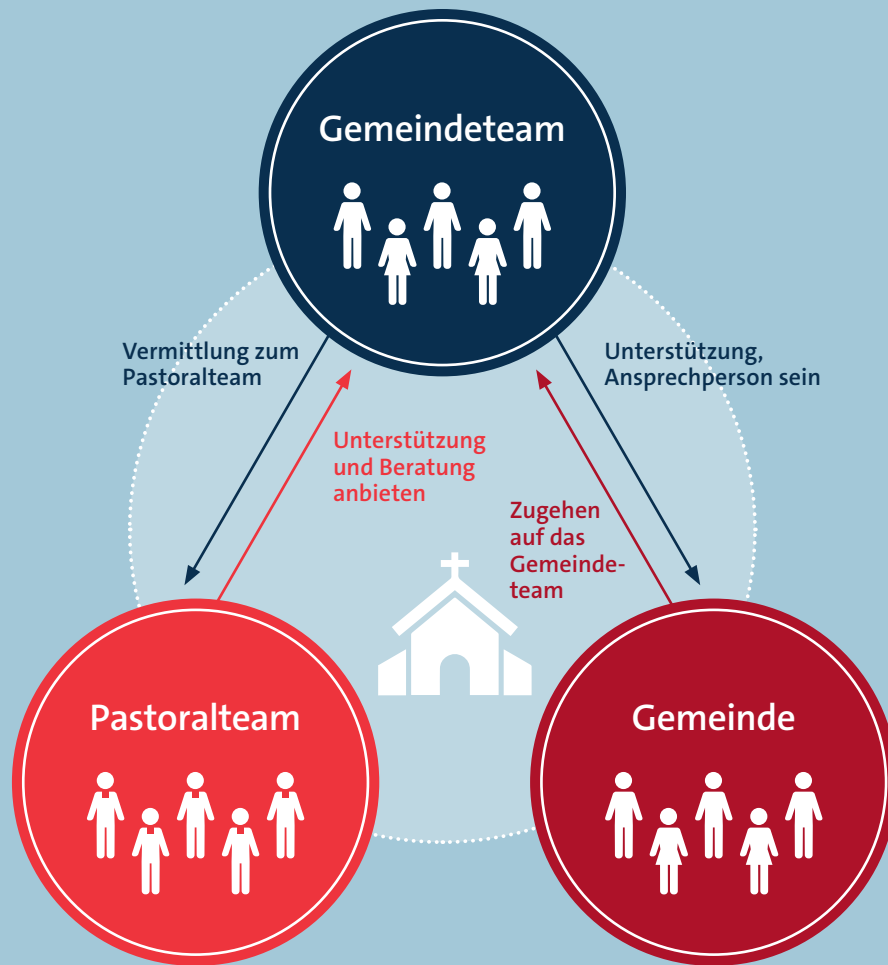 Gemeindeteam
Vermittlung zum
Pastoralteam
Unterstützung,
Ansprechperson sein
Unterstützung
und Beratung
anbieten
Zugehen
auf das
Gemeinde-
team
Pastoralteam
Gemeinde